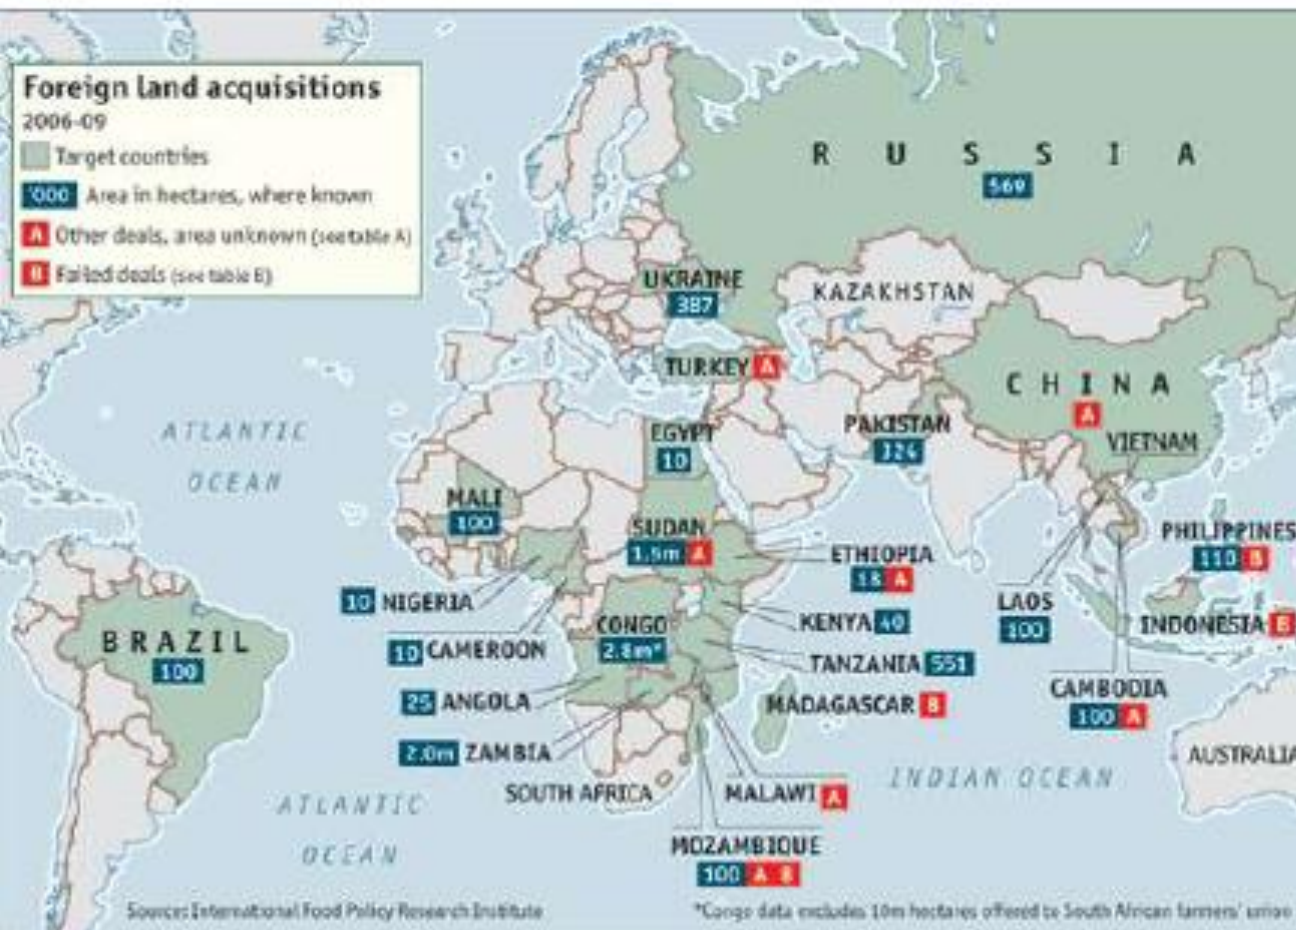 Foreign land acquisitions
2006-09
Target countries
'000 Area in hectares, where known
A Other deals, area unknown (see table A)
B Failed deals (see table B)
RUSSIA
569
UKRAINE
387
KAZAKHSTAN
TURKEY A
CHINA
A
ATLANTIC
OCEAN
EGYPT
10
PAKISTAN
324
VIETNAM
MALI
100
SUDAN
1.5m A
PHILIPPINES
110 B
ETHIOPIA
18 A
10 NIGERIA
LAOS
100
KENYA 40
INDONESIA B
BRAZIL
100
CONGO
2.8m*
10 CAMEROON
TANZANIA 551
25 ANGOLA
MADAGASCAR B
CAMBODIA
100 A
2.0m ZAMBIA
AUSTRALIA
INDIAN OCEAN
SOUTH AFRICA
MALAWI A
ATLANTIC
OCEAN
MOZAMBIQUE
100 A B
Source: International Food Policy Research Institute
*Congo data excludes 10m hectares offered to South African farmers' union